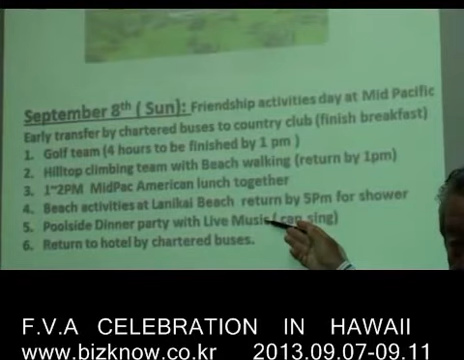 September 8th ( Sun): Friendship activities day at Mid Pacific
Early transfer by chartered buses to country club (finish breakfast)
1. Golf team (4 hours to be finished by 1 pm )
2. Hilltop climbing team with Beach walking (return by 1pm)
3. 1~2PM MidPac American lunch together
4. Beach activities at Lanikai Beach return by 5Pm for shower
5. Poolside Dinner party with Live Music ( can sing)
6. Return to hotel by chartered buses.
F.V.A CELEBRATION IN HAWAII
www.bizknow.co.kr 2013.09.07-09.11